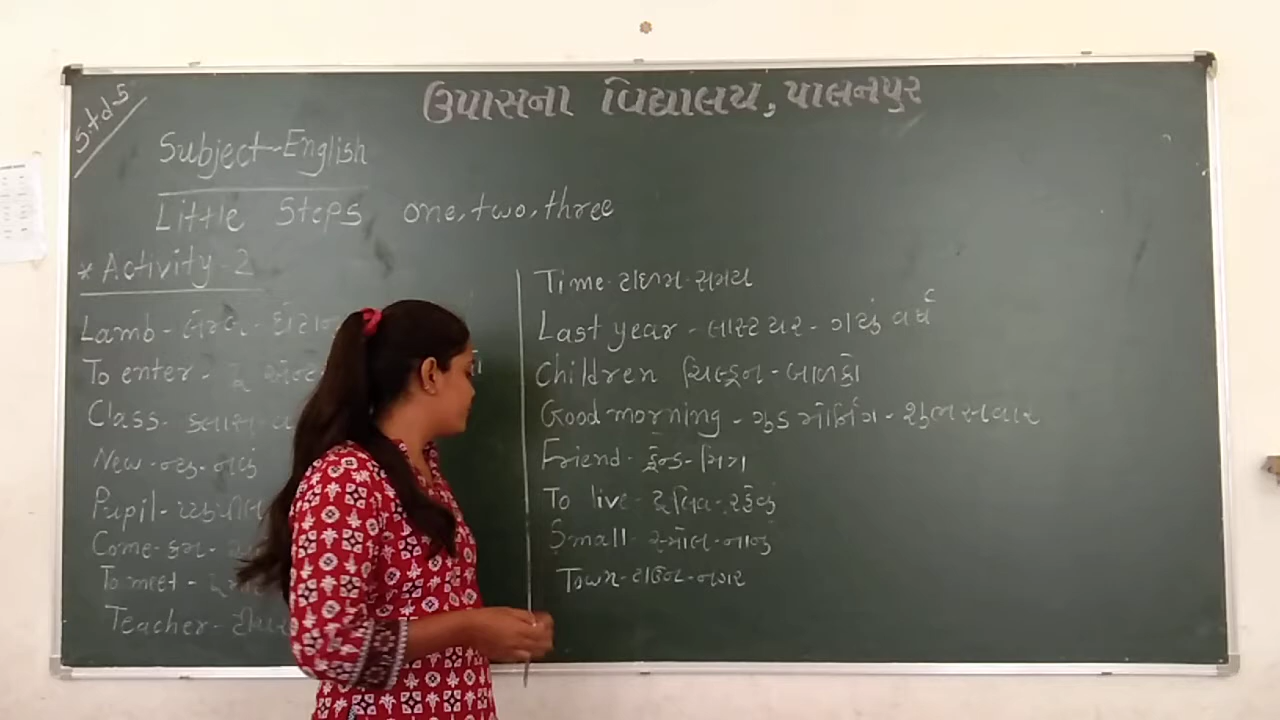 Std-5
ઉપાસના વિદ્યાલય, પાલનપુર
Subject-English
Little Steps one, two, three
* Activity-2
Lamb-
To enter- ટૂ
Class- ક્લાસ-
New-ન્યુ-નવું
Pupil-
Come-કમ-
To meet-
Teacher-
Time-ટાઇમ-સમય
Last year-લાસ્ટ યર-ગયું વર્ષ
Children ચિલ્ડ્રન-બાળકો
Good morning-ગુડ મોર્નિંગ-શુભ સવાર
Friend-ફ્રેન્ડ-મિત્ર
To live-ટૂ લિવ-રહેવું
Small-સ્મોલ-નાનું
Town-ટાઉન-નગર